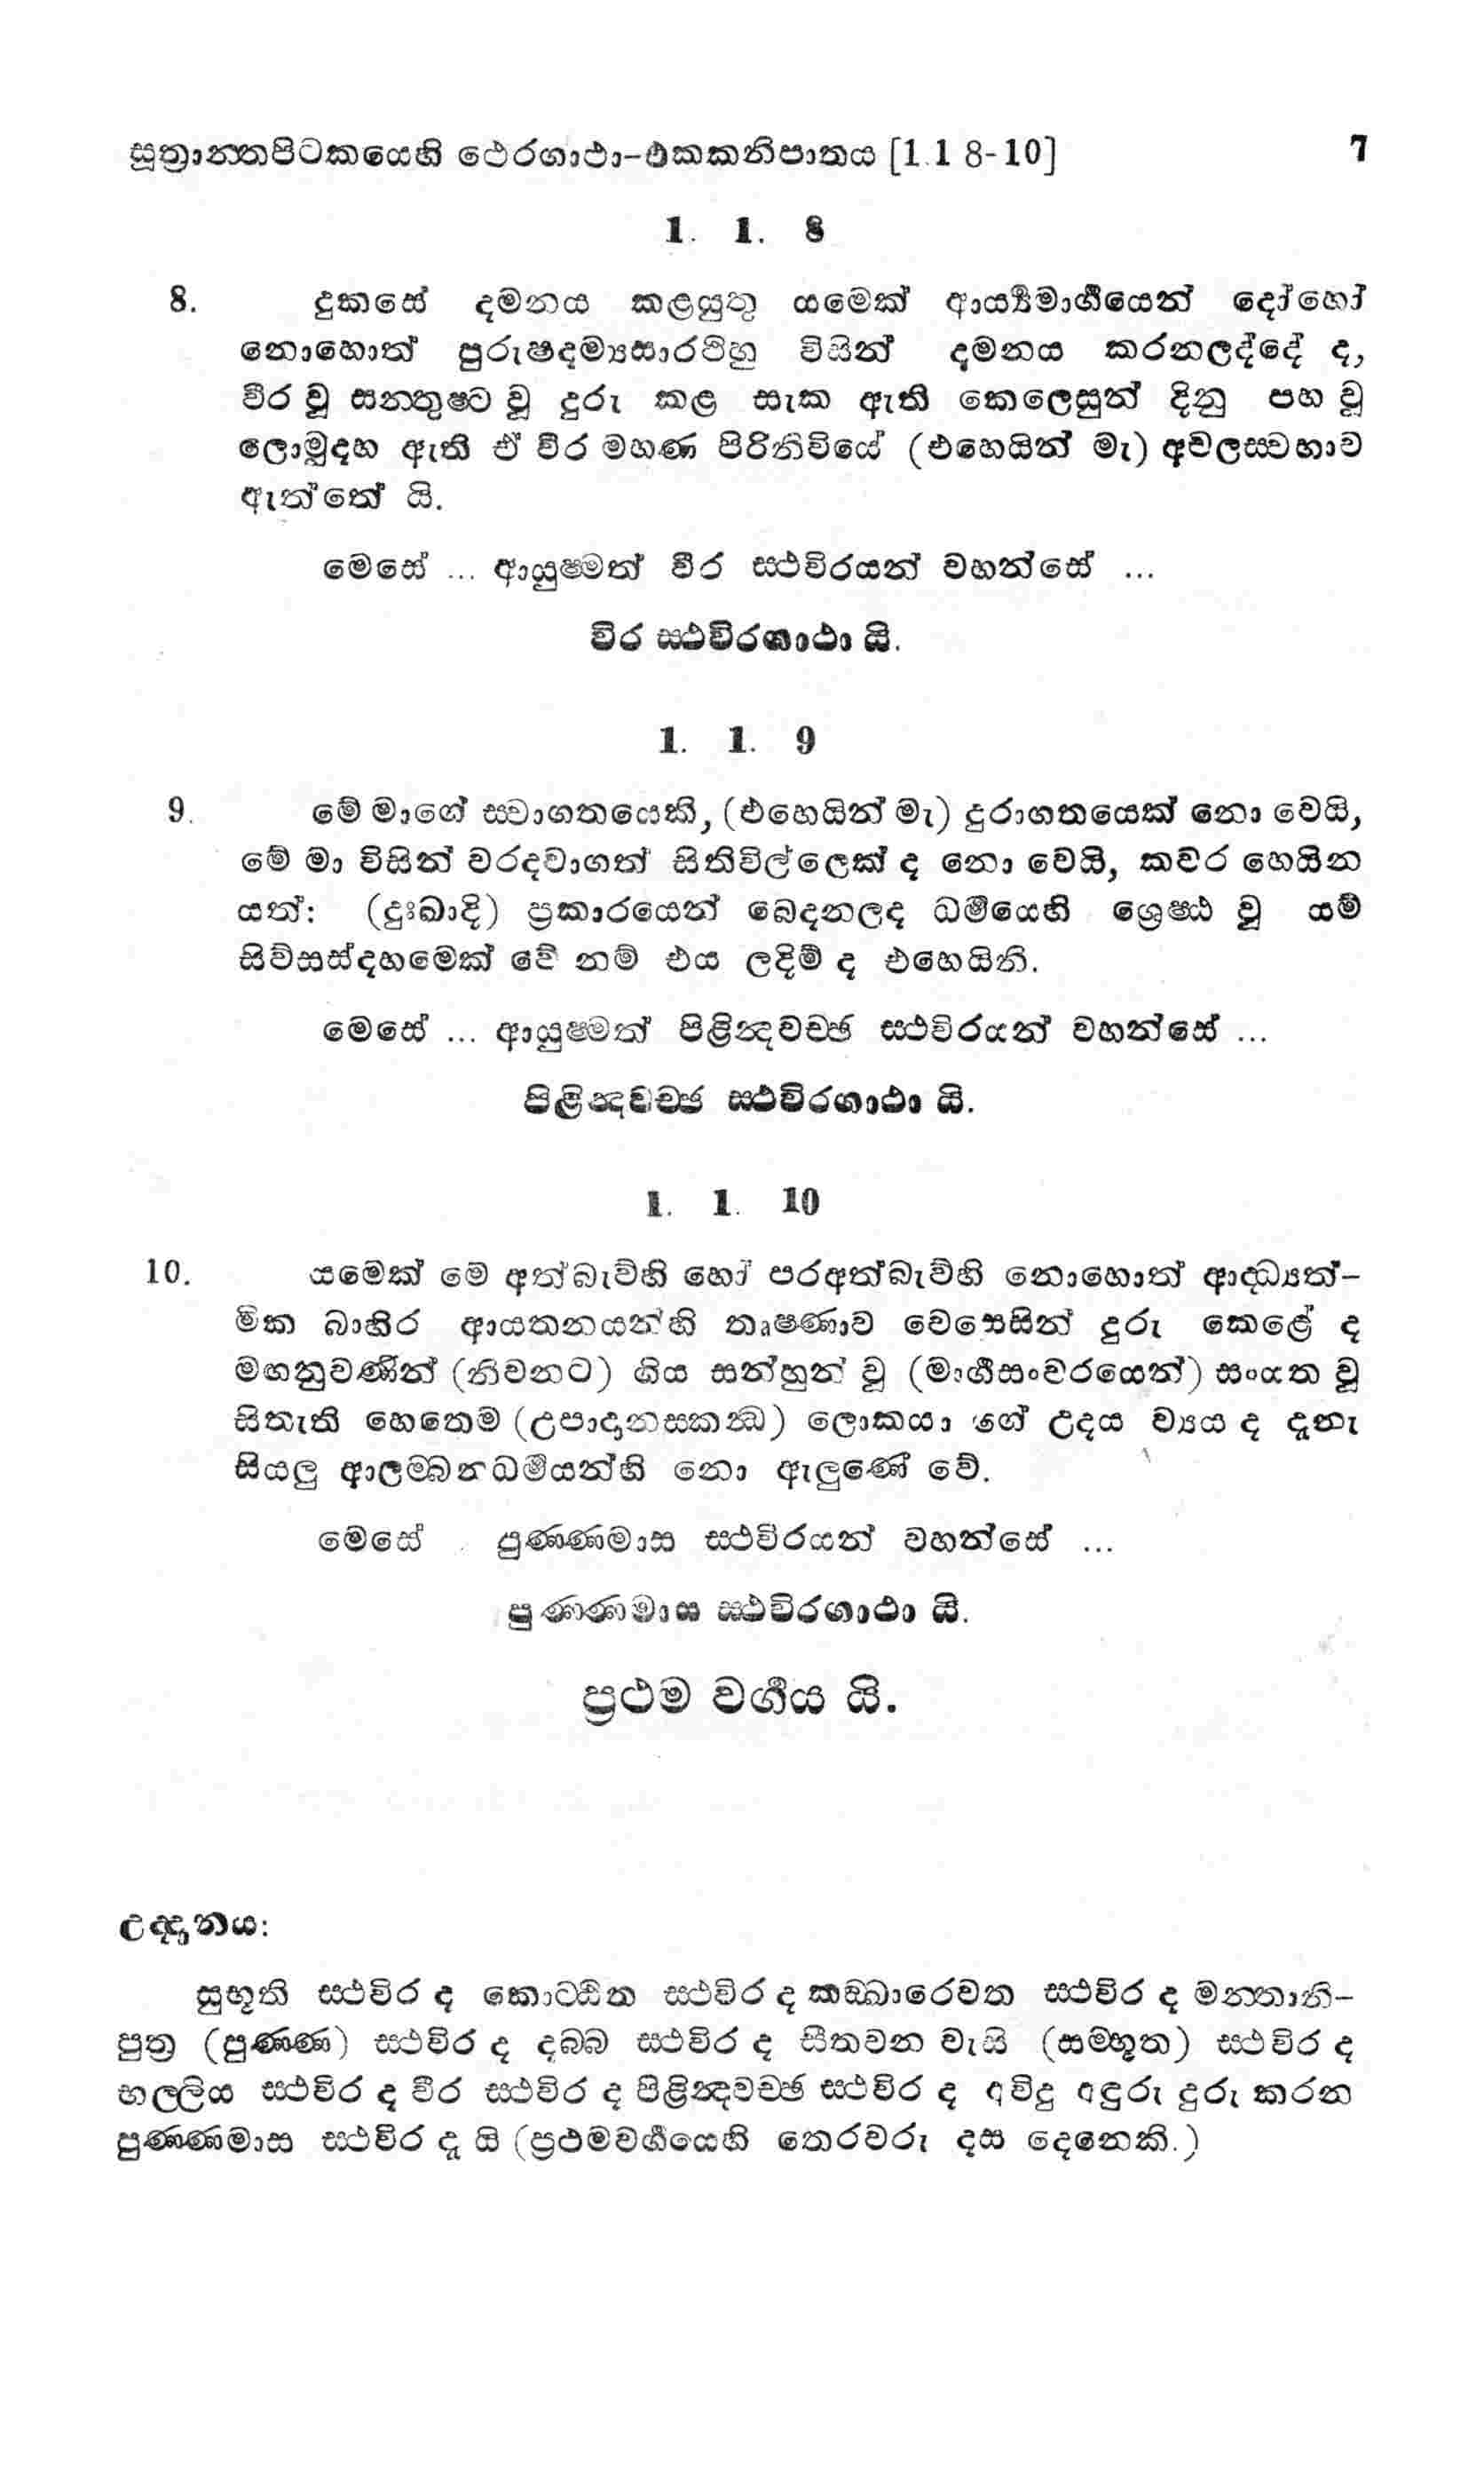 සූත්‍රාන්තපිටකයෙහි ථෙරගාථා-එකකනිපාතය [1.1 8-10] 7
1. 1. 8
8. දුකසේ දමනය කළයුතු යමෙක් ආර්‍ය්‍යමාර්‍ගයෙන් දෝහෝ
නොහොත් පුරුෂදම්‍යසාරථිහු විසින් දමනය කරනලද්දේ ද,
වීර වූ සන්තුෂ්ට වූ දුරු කළ සැක ඇති කෙලෙසුන් දිනු පහ වූ
ලොමුදහ ඇති ඒ වීර මහණ පිරිනිවියේ (එහෙයින් මැ) අචලස්වභාව
ඇත්තේ යි.
මෙසේ ... ආයුෂ්මත් වීර ස්ථවිරයන් වහන්සේ ...
වීර ස්ථවිරගාථා යි.
1. 1. 9
9. මේ මාගේ ස්වාගතයෙකි, (එහෙයින් මැ) දුරාගතයෙක් නො වෙයි,
මේ මා විසින් වරදවාගත් සිතිවිල්ලෙක් ද නො වෙයි, කවර හෙයින
යත්: (දුඃඛාදි) ප්‍රකාරයෙන් බෙදනලද ධර්‍මයෙහි ශ්‍රෙෂ්ඨ වූ යම්
සිව්සස්දහමෙක් වේ නම් එය ලදිම් ද එහෙයිනි.
මෙසේ ... ආයුෂ්මත් පිළින්‍දවච්ඡ ස්ථවිරයන් වහන්සේ ...
පිළින්‍දවච්ඡ ස්ථවිරගාථා යි.
1. 1. 10
10. යමෙක් මේ අත්බැව්හි හෝ පරඅත්බැව්හි නොහොත් ආද්ධ්‍යත්-
මික බාහිර ආයතනයන්හි තෘෂ්ණාව වෙසෙසින් දුරු කෙළේ ද
මඟනුවණින් (නිවනට) ගිය සන්හුන් වූ (මාර්‍ගසංවරයෙන්) සංයත වූ
සිතැති හෙතෙම (උපාදානස්කන්‍ධ) ලොකයා ගේ උදය ව්‍යය ද දැනැ
සියලු ආලම්බනධර්‍මයන්හි නො ඇලුණේ වේ.
මෙසේ . පුණ්ණමාස ස්ථවිරයන් වහන්සේ ...
පුණ්ණමාස ස්ථවිරගාථා යි.
ප්‍රථම වර්‍ගය යි.
උද්‍දානය:
සුභූති ස්ථවිර ද කොට්ඨිත ස්ථවිර ද කඞ්ඛාරෙවත ස්ථවිර ද මන්තානි-
පුත්‍ර (පුණ්ණ) ස්ථවිර ද දබ්බ ස්ථවිර ද සීතවන වැසි (සම්භූත) ස්ථවිර ද
භල්ලිය ස්ථවිර ද වීර ස්ථවිර ද පිළින්‍දවච්ඡ ස්ථවිර ද අවිදු අඳුරු දුරු කරන
පුණ්ණමාස ස්ථවිර ද යි (ප්‍රථමවර්‍ගයෙහි තෙරවරු දස දෙනෙකි.)